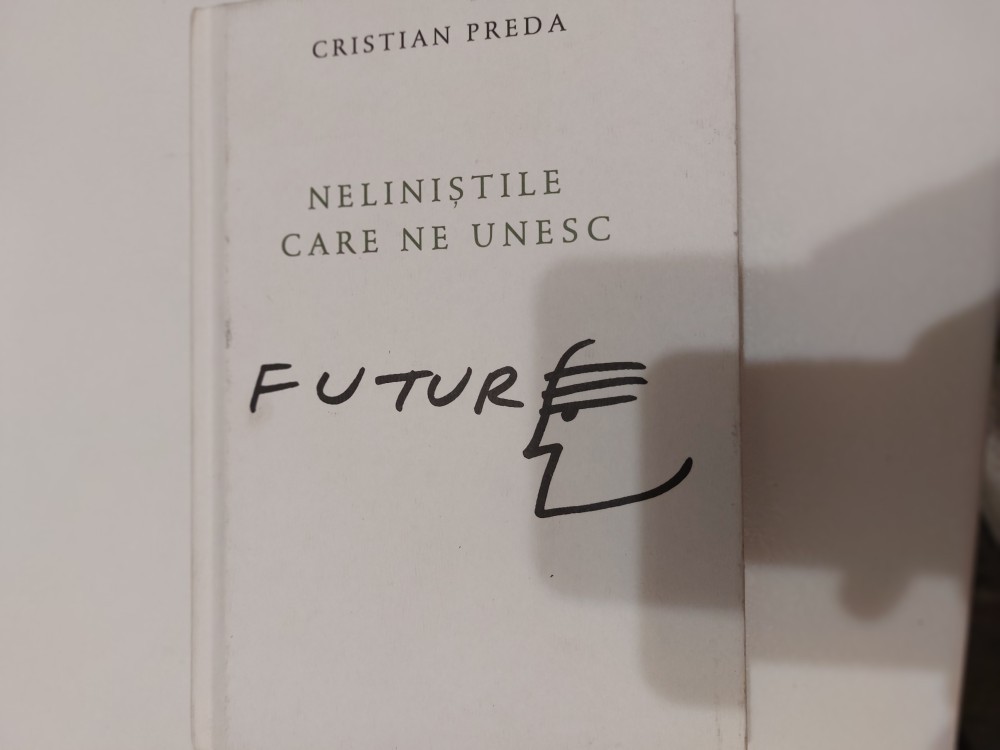 CRISTIAN PREDA
NELINIȘTILE
CARE NE UNESC
FUTURE